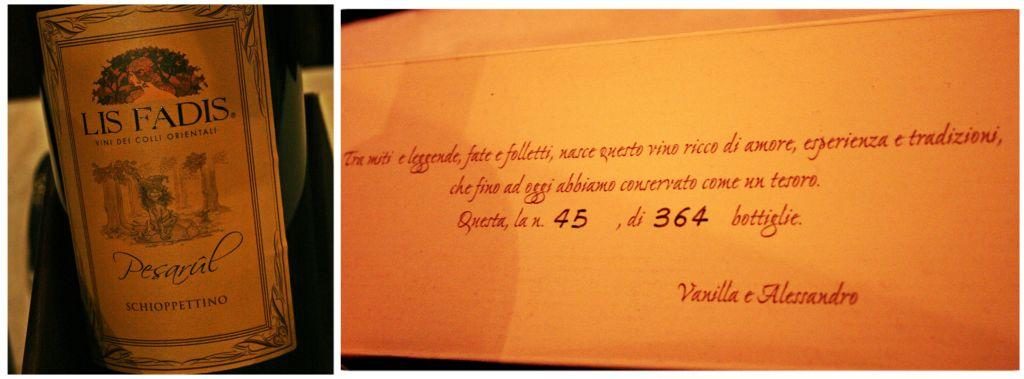 LIS FADIS®
VINI DEI COLLI ORIENTALI
Pesarûl
SCHIOPPETTINO
Tra miti e leggende, fate e folletti, nasce questo vino ricco di amore, esperienza e tradizioni,
che fino ad oggi abbiamo conservato come un tesoro.
Questa, la n. 45 , di 364 bottiglie.
Vanilla e Alessandro